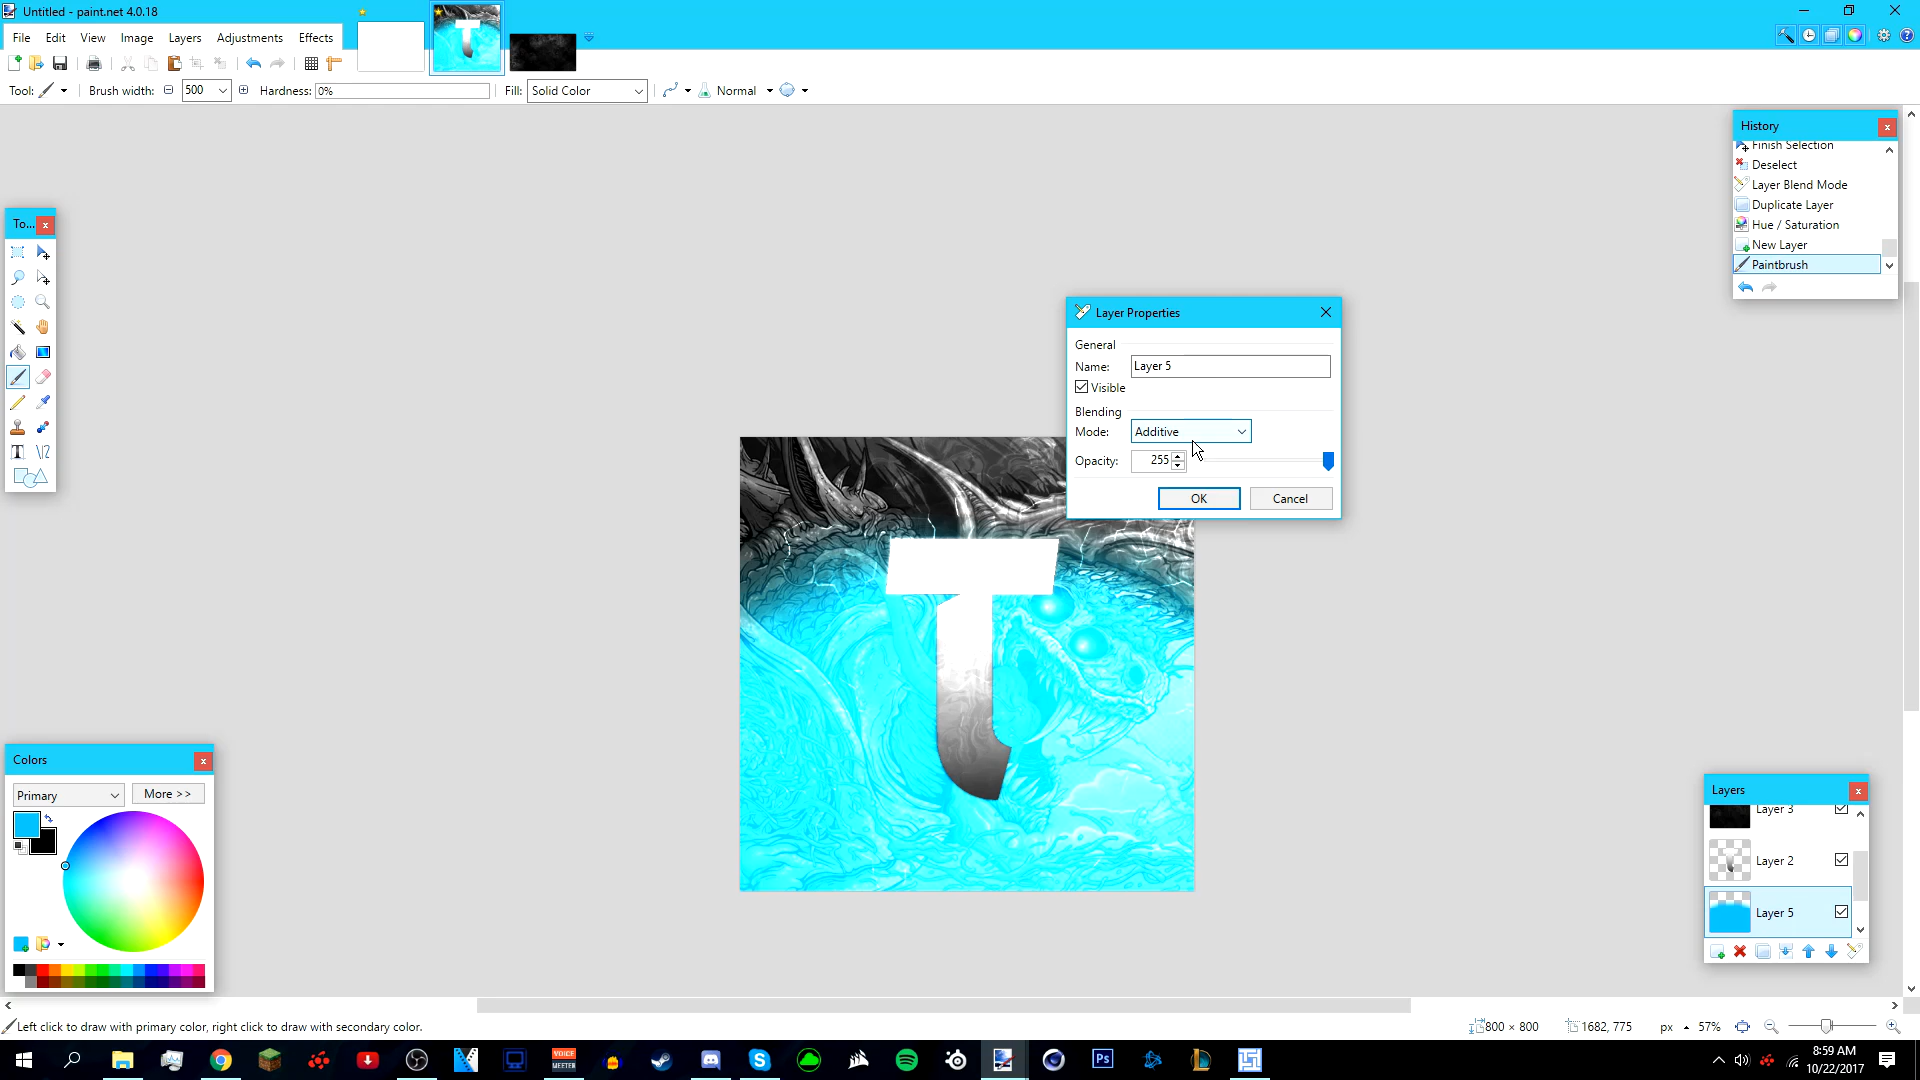 Untitled - paint.net 4.0.18
File Edit View Image Layers Adjustments Effects
Tool: Brush width: 500 Hardness: 0% Fill: Solid Color Normal
History
Finish Selection
Deselect
Layer Blend Mode
Duplicate Layer
Hue / Saturation
New Layer
Paintbrush
To...
Layer Properties
General
Name: Layer 5
Visible
Blending
Mode: Additive
Opacity: 255
OK Cancel
T
Colors
Primary More >>
Layers
Layer 3
Layer 2
Layer 5
Left click to draw with primary color, right click to draw with secondary color.
800 × 800 1682, 775 px 57%
VOICE
MEETER
Ps
8:59 AM
10/22/2017